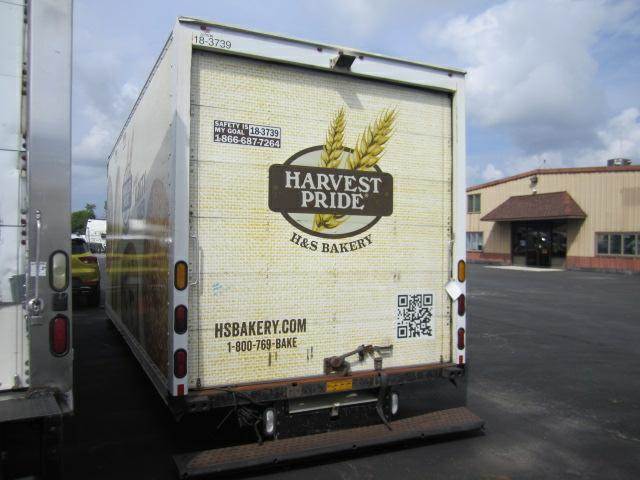 18-3739
SAFETY IS
MY GOAL 18-3739
1-866-687-7264
HARVEST
PRIDE
H&S BAKERY
HSBAKERY.COM
1-800-769-BAKE